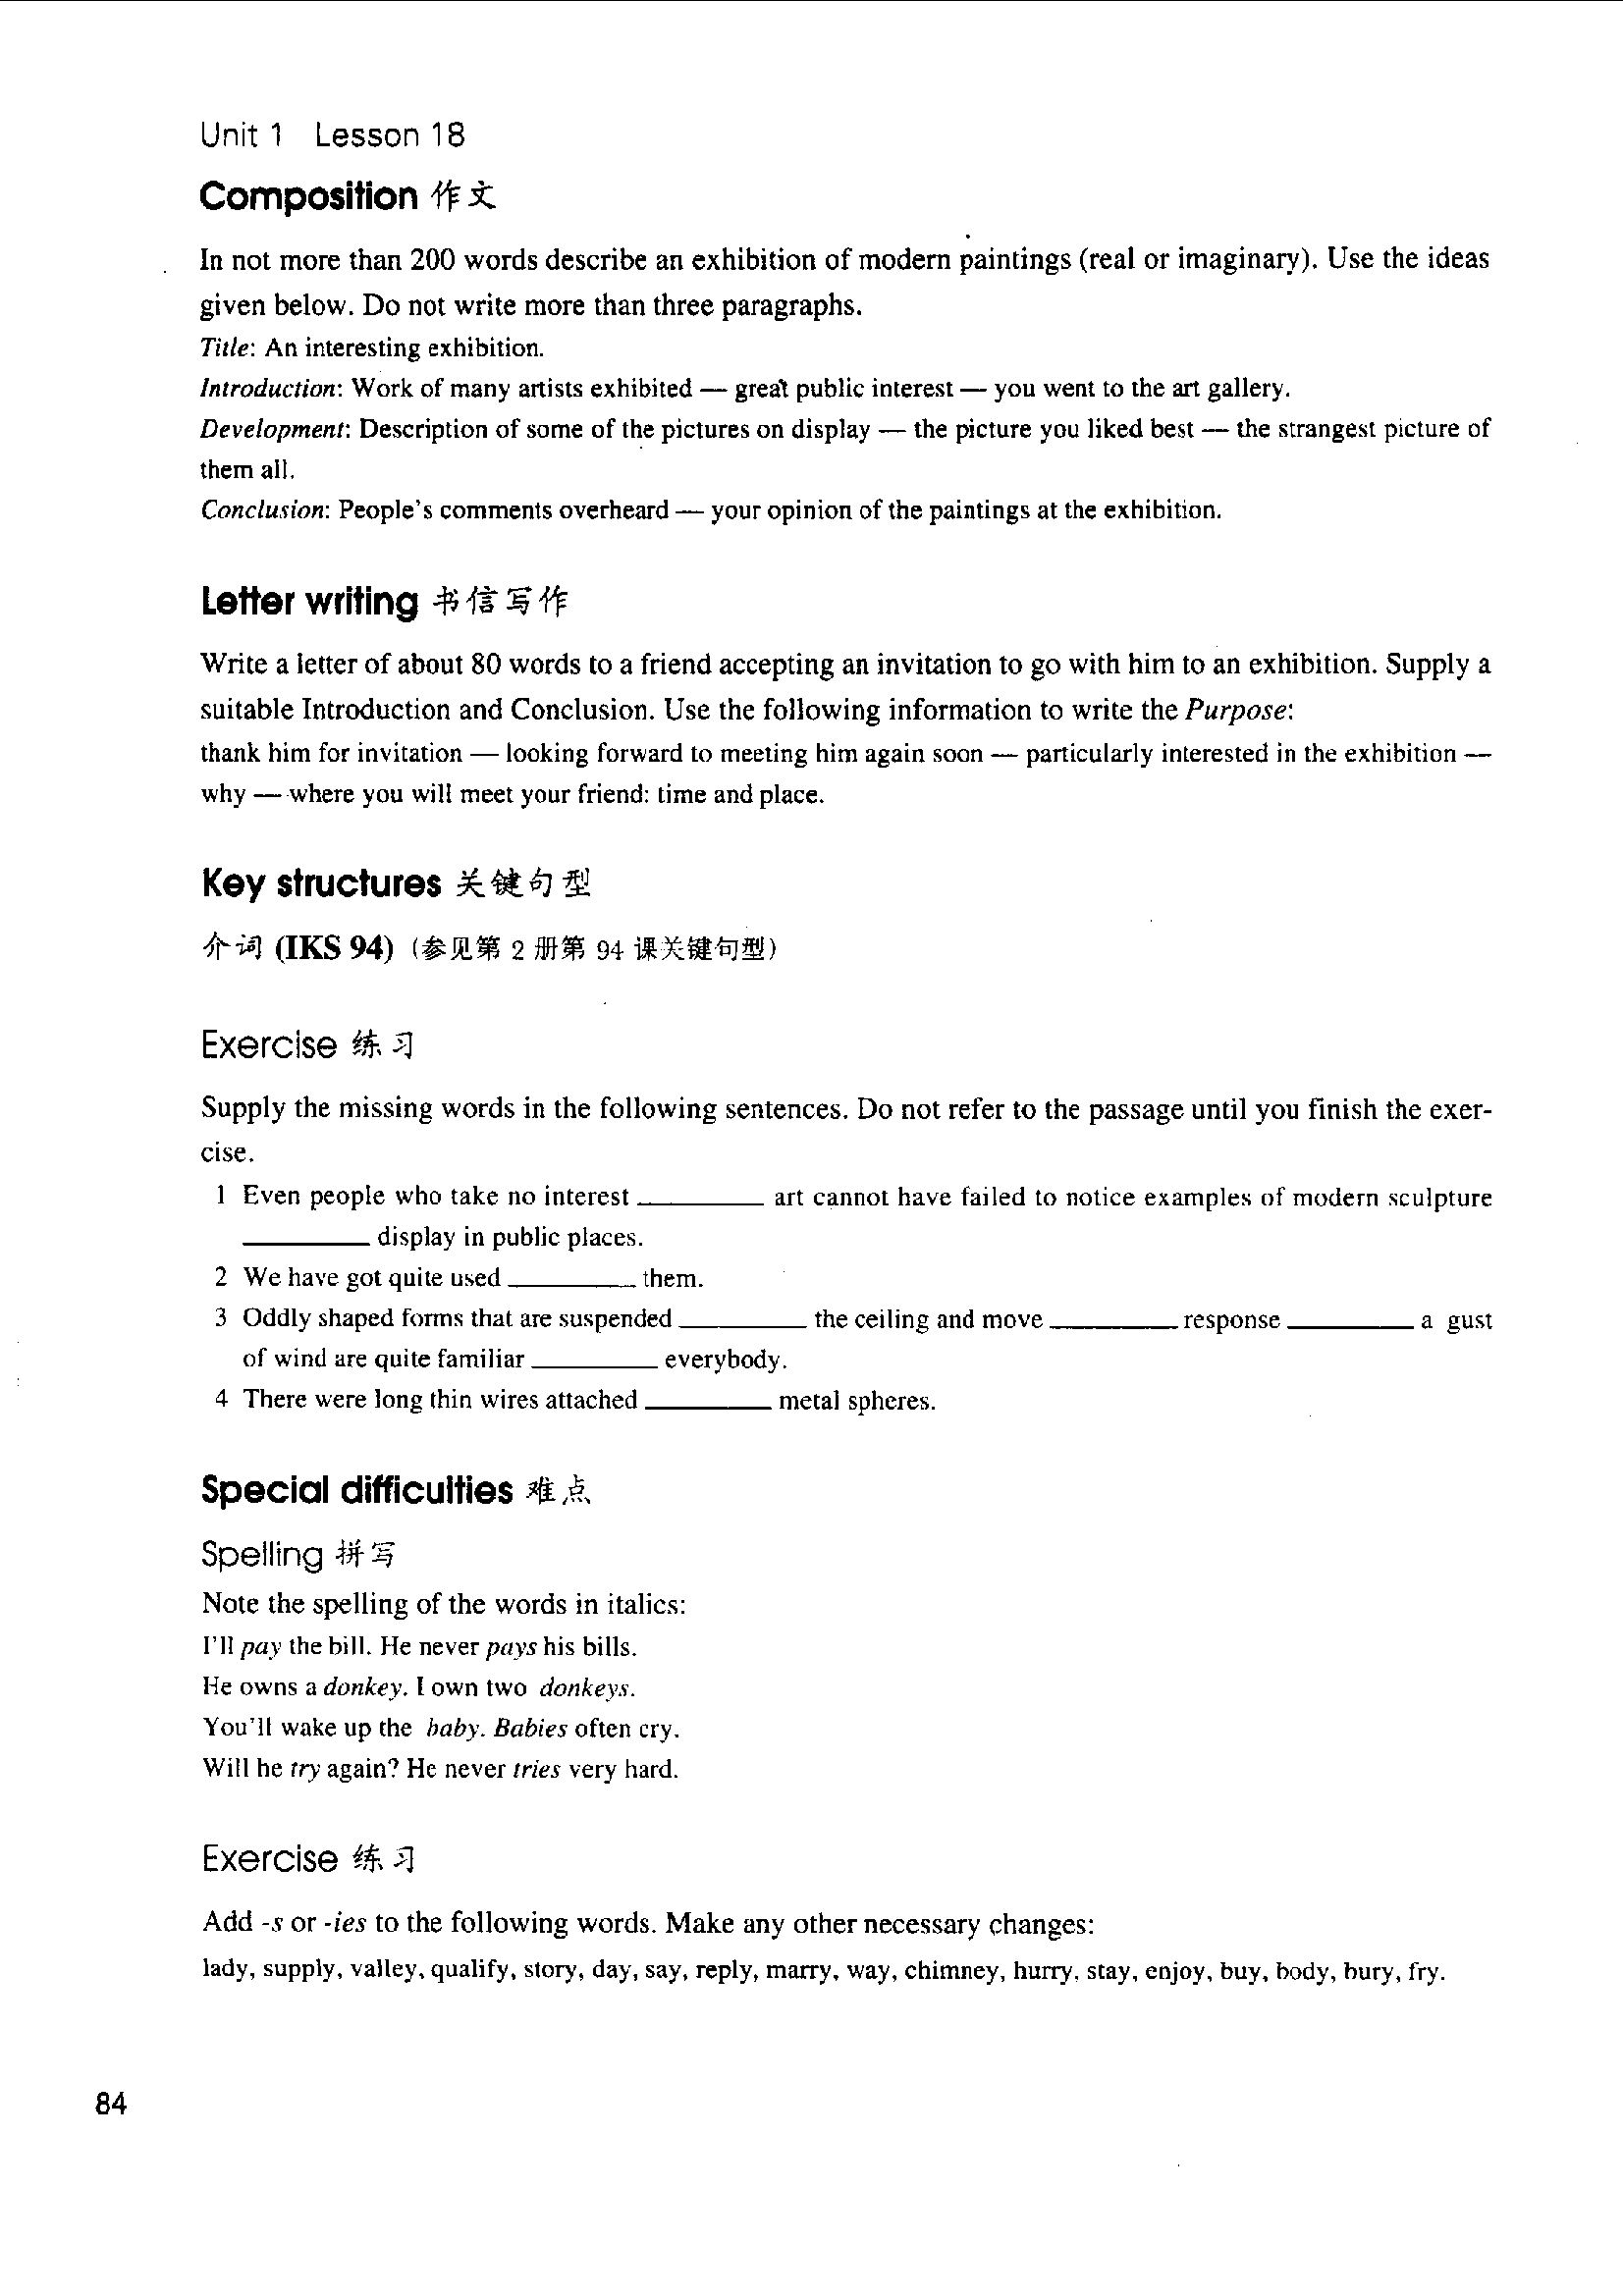 Unit 1 Lesson 18
Composition 作文
In not more than 200 words describe an exhibition of modern paintings (real or imaginary). Use the ideas
given below. Do not write more than three paragraphs.
Title: An interesting exhibition.
Introduction: Work of many artists exhibited — great public interest — you went to the art gallery.
Development: Description of some of the pictures on display — the picture you liked best — the strangest picture of
them all.
Conclusion: People's comments overheard — your opinion of the paintings at the exhibition.
Letter writing 书信写作
Write a letter of about 80 words to a friend accepting an invitation to go with him to an exhibition. Supply a
suitable Introduction and Conclusion. Use the following information to write the Purpose:
thank him for invitation — looking forward to meeting him again soon — particularly interested in the exhibition —
why — where you will meet your friend: time and place.
Key structures 关键句型
介词 (IKS 94) (参见第 2 册第 94 课关键句型)
Exercise 练习
Supply the missing words in the following sentences. Do not refer to the passage until you finish the exer-
cise.
1 Even people who take no interest _________ art cannot have failed to notice examples of modern sculpture
_________ display in public places.
2 We have got quite used _________ them.
3 Oddly shaped forms that are suspended _________ the ceiling and move _________ response _________ a gust
of wind are quite familiar _________ everybody.
4 There were long thin wires attached _________ metal spheres.
Special difficulties 难点
Spelling 拼写
Note the spelling of the words in italics:
I'll pay the bill. He never pays his bills.
He owns a donkey. I own two donkeys.
You'll wake up the baby. Babies often cry.
Will he try again? He never tries very hard.
Exercise 练习
Add -s or -ies to the following words. Make any other necessary changes:
lady, supply, valley, qualify, story, day, say, reply, marry, way, chimney, hurry, stay, enjoy, buy, body, bury, fry.
84